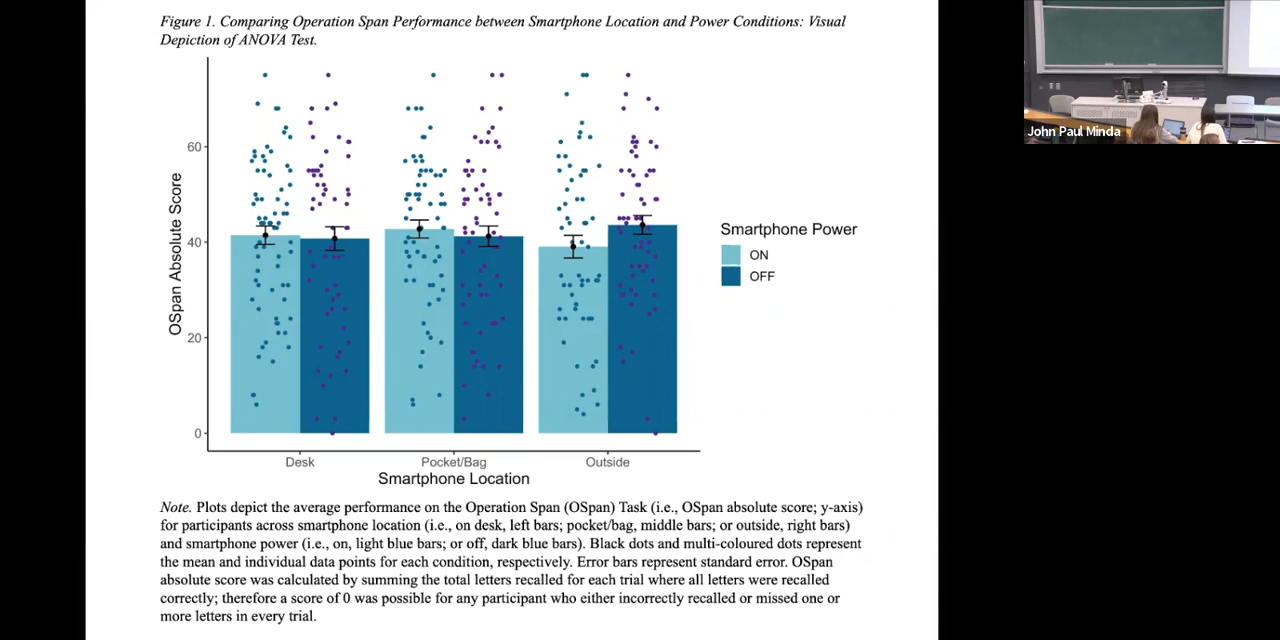 Figure 1. Comparing Operation Span Performance between Smartphone Location and Power Conditions: Visual
Depiction of ANOVA Test.
OSpan Absolute Score
60
40
20
0
Desk
Pocket/Bag
Outside
Smartphone Location
Smartphone Power
ON
OFF
Note. Plots depict the average performance on the Operation Span (OSpan) Task (i.e., OSpan absolute score; y-axis)
for participants across smartphone location (i.e., on desk, left bars; pocket/bag, middle bars; or outside, right bars)
and smartphone power (i.e., on, light blue bars; or off, dark blue bars). Black dots and multi-coloured dots represent
the mean and individual data points for each condition, respectively. Error bars represent standard error. OSpan
absolute score was calculated by summing the total letters recalled for each trial where all letters were recalled
correctly; therefore a score of 0 was possible for any participant who either incorrectly recalled or missed one or
more letters in every trial.
John Paul Minda